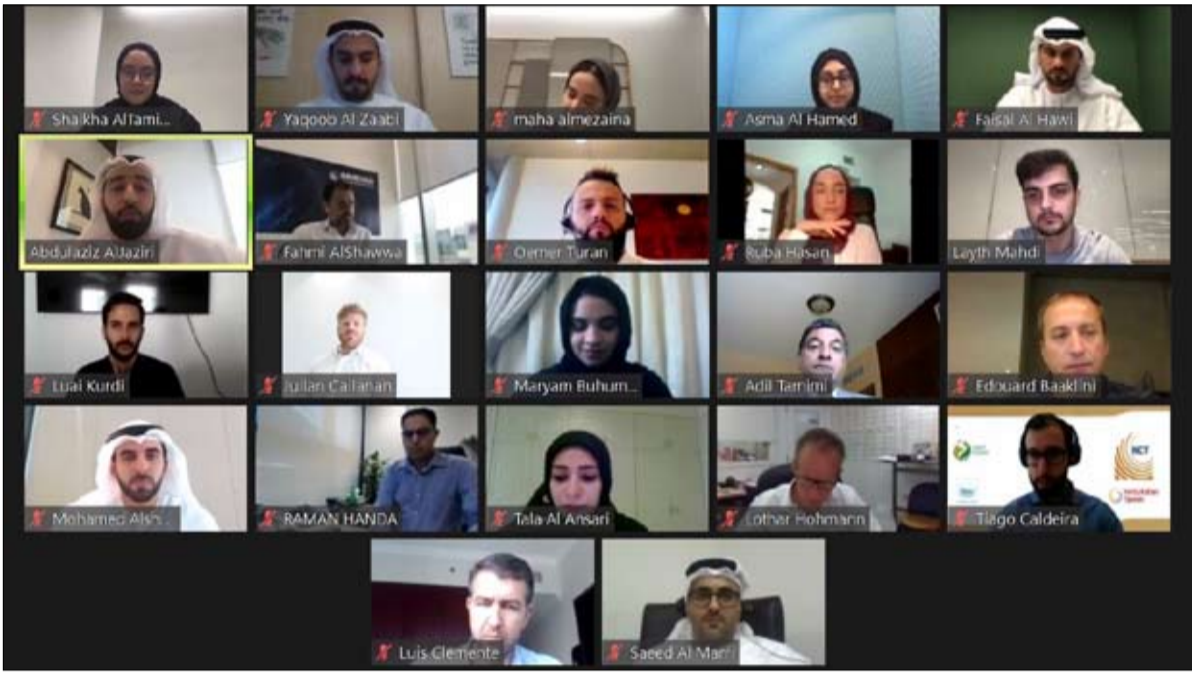 Shaikha AlTami...
Yaqoob Al Zaabi
maha almezaina
Asma Al Hamed
Faisal Al Hawi
Abdulaziz AlJaziri
Fahmi AlShawwa
Oemer Turan
Ruba Hasan
Layth Mahdi
Luai Kurdi
Julian Callanan
Maryam Buhum...
Adil Tamimi
Edouard Baaklini
Mohamed Alsh...
RAMAN HANDA
Tala Al Ansari
Lothar Hohmann
Tiago Caldeira
RCT
Luis Clemente
Saeed Al Marri